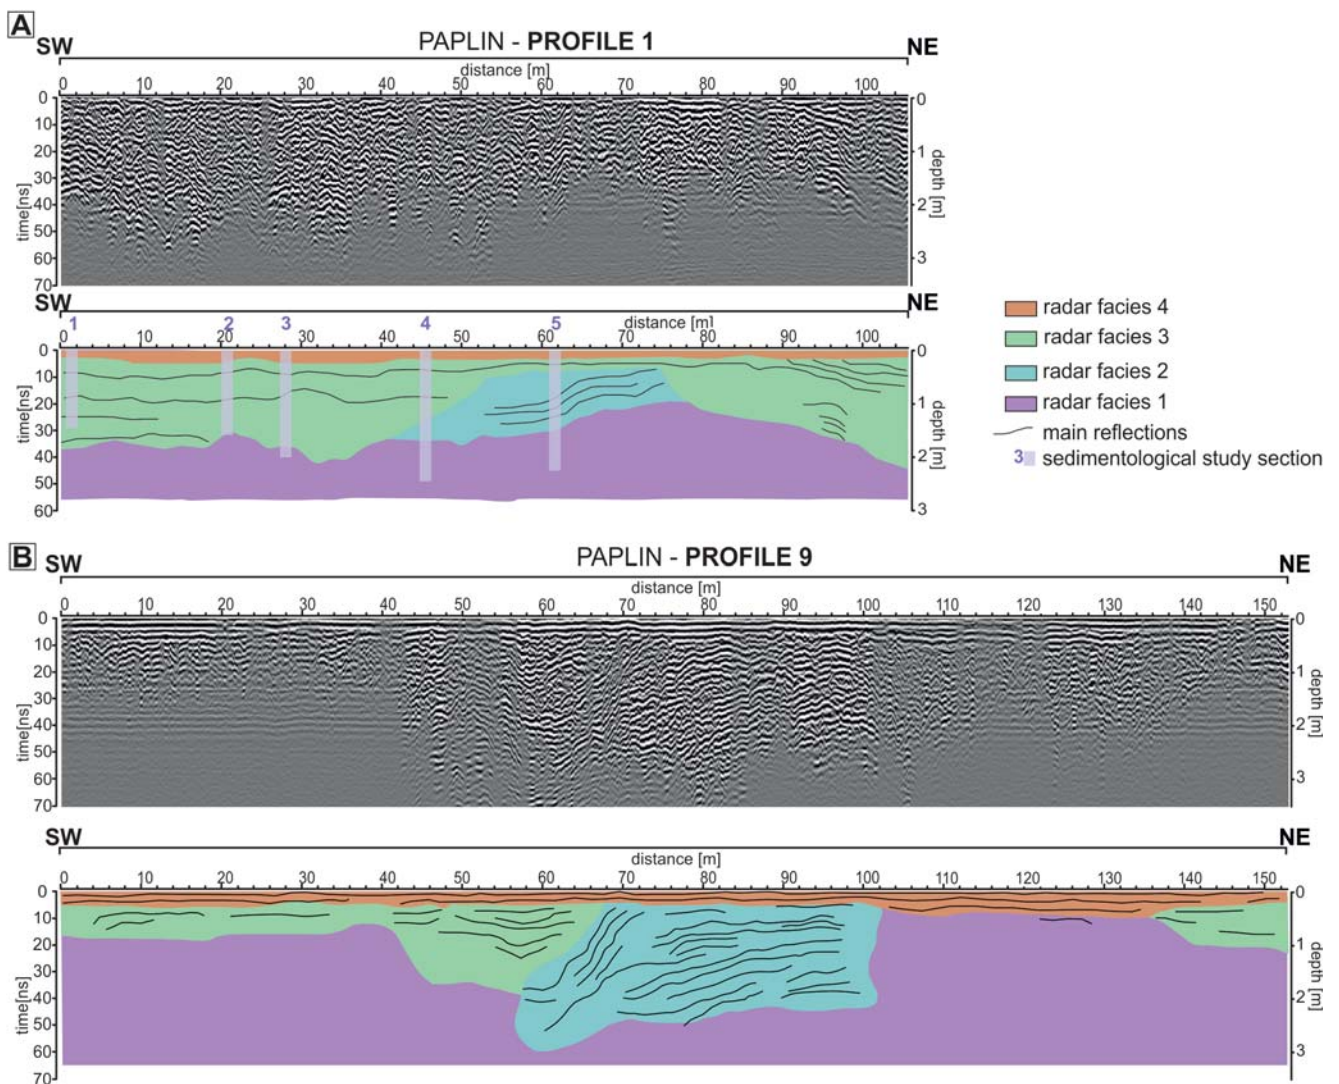 A
PAPLIN - PROFILE 1
SW
NE
distance [m]
0 10 20 30 40 50 60 70 80 90 100
0
10
20
30
40
50
60
70
time[ns]
0
1
2
3
depth [m]
SW
NE
1 2 3 4 5
distance [m]
0 10 20 30 40 50 60 70 80 90 100
0
10
20
30
40
50
60
time[ns]
0
1
2
3
depth [m]
radar facies 4
radar facies 3
radar facies 2
radar facies 1
main reflections
3 sedimentological study section
B
PAPLIN - PROFILE 9
SW
NE
distance [m]
0 10 20 30 40 50 60 70 80 90 100 110 120 130 140 150
0
10
20
30
40
50
60
70
time[ns]
0
1
2
3
depth [m]
SW
NE
distance [m]
0 10 20 30 40 50 60 70 80 90 100 110 120 130 140 150
0
10
20
30
40
50
60
70
time[ns]
0
1
2
3
depth [m]